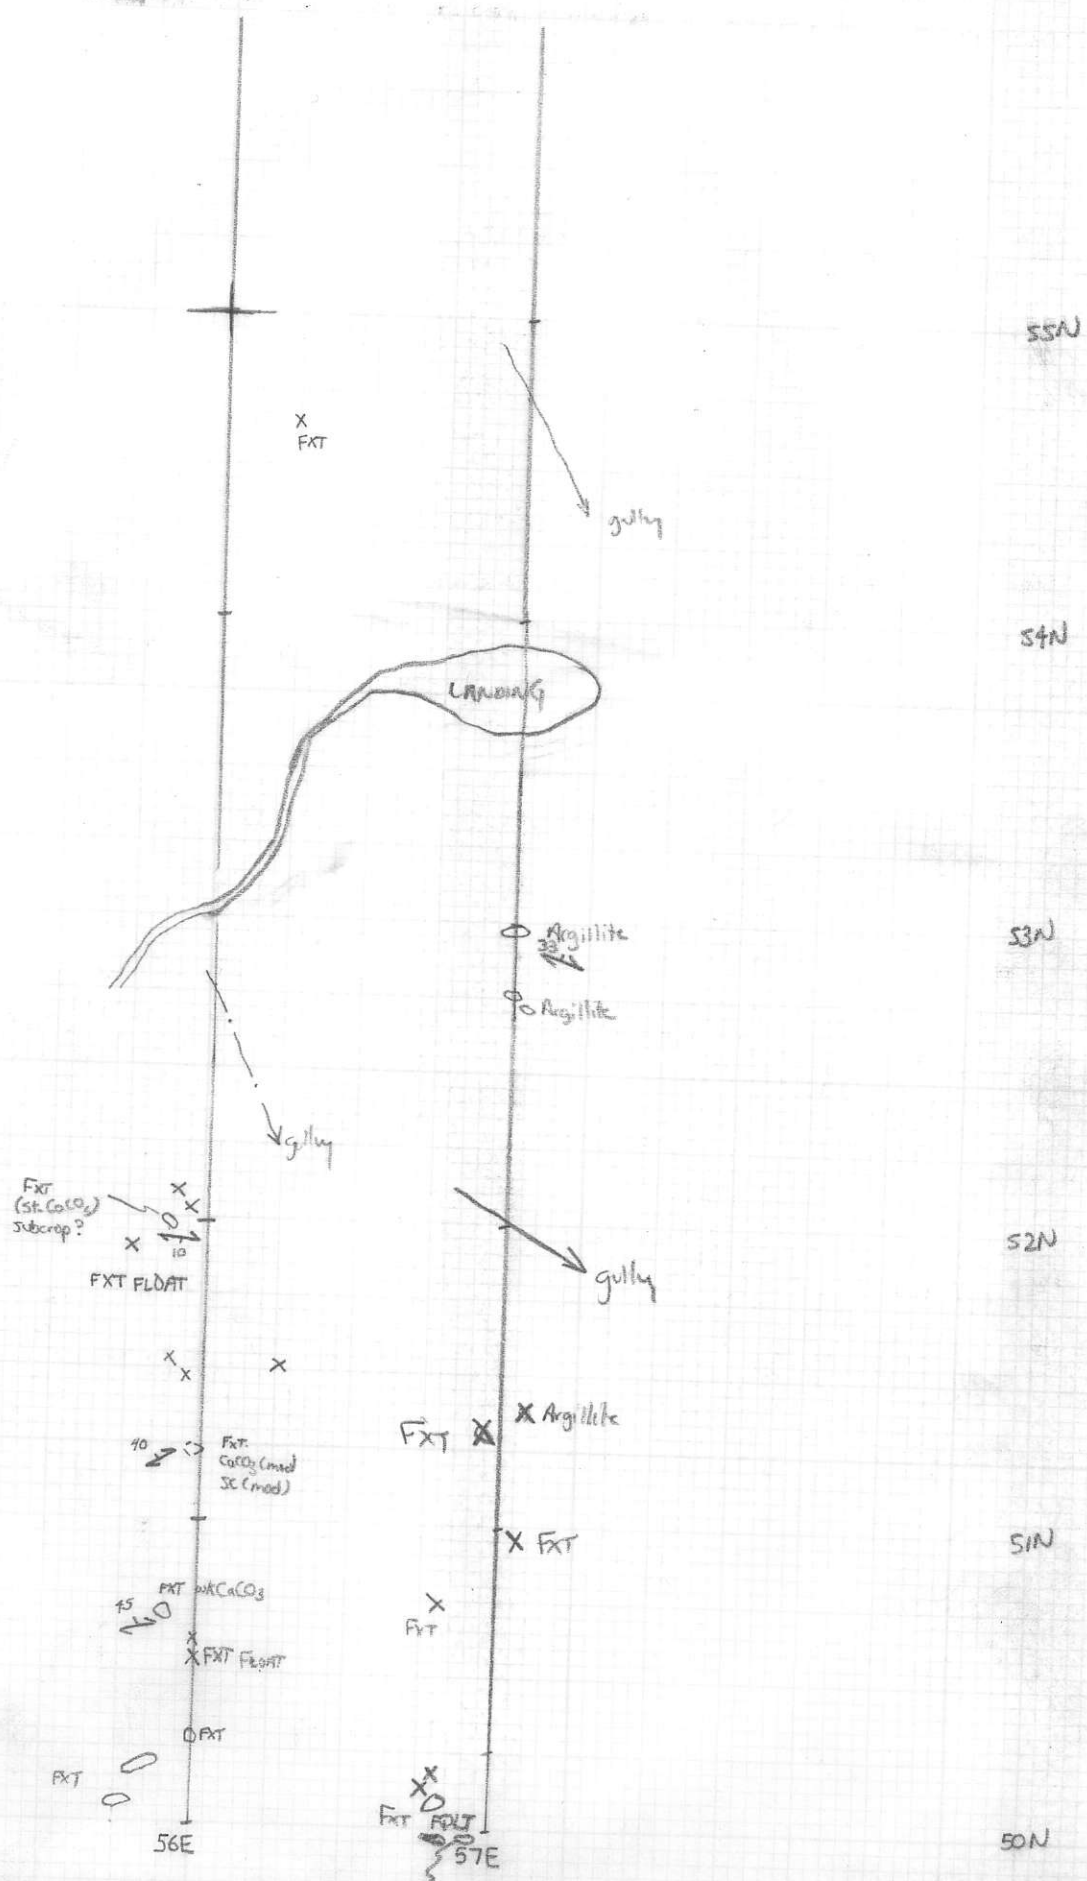 55N
X
FXT
gully
54N
LANDING
Argillite
33
53N
Argillite
gully
FXT
(St. CaCO3)
subcrop?
X
X
X
10
52N
FXT FLOAT
gully
X
X
X
X Argillite
FXT X
40
FXT.
CaCO3 (mod)
SC (mod)
X FXT
51N
FXT wk CaCO3
45
X
FXT
X
X FXT FLOAT
FXT
FXT
X
X
FXT
56E
57E
50N